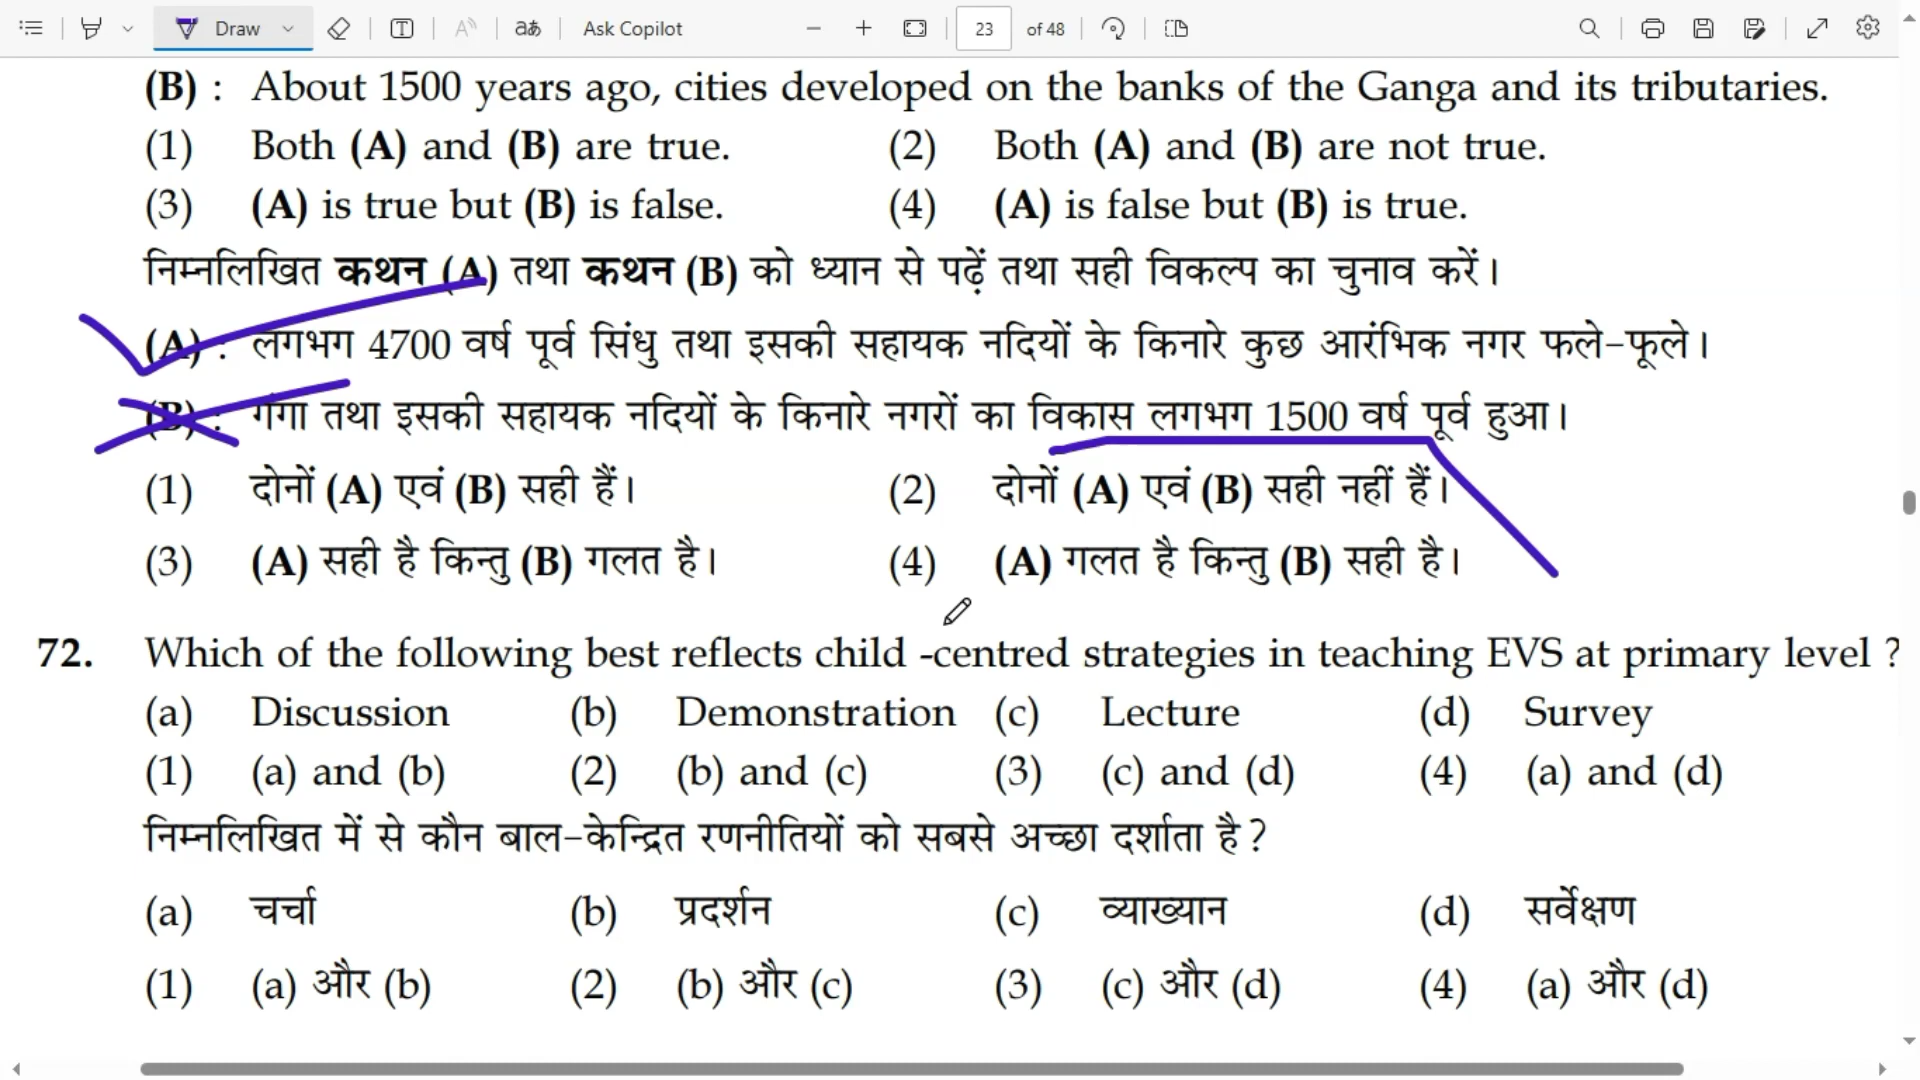 Draw Ask Copilot 23 of 48
(B) : About 1500 years ago, cities developed on the banks of the Ganga and its tributaries.
(1) Both (A) and (B) are true. (2) Both (A) and (B) are not true.
(3) (A) is true but (B) is false. (4) (A) is false but (B) is true.
निम्नलिखित कथन (A) तथा कथन (B) को ध्यान से पढ़ें तथा सही विकल्प का चुनाव करें।
(A) : लगभग 4700 वर्ष पूर्व सिंधु तथा इसकी सहायक नदियों के किनारे कुछ आरंभिक नगर फले-फूले।
(B) : गंगा तथा इसकी सहायक नदियों के किनारे नगरों का विकास लगभग 1500 वर्ष पूर्व हुआ।
(1) दोनों (A) एवं (B) सही हैं। (2) दोनों (A) एवं (B) सही नहीं हैं।
(3) (A) सही है किन्तु (B) गलत है। (4) (A) गलत है किन्तु (B) सही है।
72. Which of the following best reflects child -centred strategies in teaching EVS at primary level ?
(a) Discussion (b) Demonstration (c) Lecture (d) Survey
(1) (a) and (b) (2) (b) and (c) (3) (c) and (d) (4) (a) and (d)
निम्नलिखित में से कौन बाल-केन्द्रित रणनीतियों को सबसे अच्छा दर्शाता है ?
(a) चर्चा (b) प्रदर्शन (c) व्याख्यान (d) सर्वेक्षण
(1) (a) और (b) (2) (b) और (c) (3) (c) और (d) (4) (a) और (d)